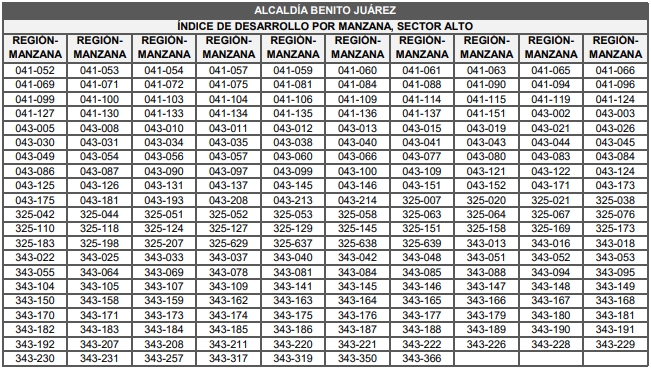 ALCALDÍA BENITO JUÁREZ
ÍNDICE DE DESARROLLO POR MANZANA, SECTOR ALTO
REGIÓN-MANZANA REGIÓN-MANZANA REGIÓN-MANZANA REGIÓN-MANZANA REGIÓN-MANZANA REGIÓN-MANZANA REGIÓN-MANZANA REGIÓN-MANZANA REGIÓN-MANZANA REGIÓN-MANZANA
041-052 041-053 041-054 041-057 041-059 041-060 041-061 041-063 041-065 041-066
041-069 041-071 041-072 041-075 041-081 041-084 041-088 041-090 041-094 041-096
041-099 041-100 041-103 041-104 041-106 041-109 041-114 041-115 041-119 041-124
041-127 041-130 041-133 041-134 041-135 041-136 041-137 041-151 043-002 043-003
043-005 043-008 043-010 043-011 043-012 043-013 043-015 043-019 043-021 043-026
043-030 043-031 043-034 043-035 043-038 043-040 043-041 043-043 043-044 043-045
043-049 043-054 043-056 043-057 043-060 043-066 043-077 043-080 043-083 043-084
043-086 043-087 043-090 043-097 043-099 043-100 043-109 043-121 043-122 043-124
043-125 043-126 043-131 043-137 043-145 043-146 043-151 043-152 043-171 043-173
043-175 043-181 043-193 043-208 043-213 043-214 325-007 325-020 325-021 325-038
325-042 325-044 325-051 325-052 325-053 325-058 325-063 325-064 325-067 325-076
325-110 325-118 325-124 325-127 325-129 325-145 325-151 325-158 325-169 325-173
325-183 325-198 325-207 325-629 325-637 325-638 325-639 343-013 343-016 343-018
343-022 343-025 343-033 343-037 343-040 343-042 343-048 343-051 343-052 343-053
343-055 343-064 343-069 343-078 343-081 343-084 343-085 343-088 343-094 343-095
343-104 343-105 343-107 343-109 343-141 343-145 343-146 343-147 343-148 343-149
343-150 343-158 343-159 343-162 343-163 343-164 343-165 343-166 343-167 343-168
343-170 343-171 343-173 343-174 343-175 343-176 343-177 343-179 343-180 343-181
343-182 343-183 343-184 343-185 343-186 343-187 343-188 343-189 343-190 343-191
343-192 343-207 343-208 343-211 343-220 343-221 343-222 343-226 343-228 343-229
343-230 343-231 343-257 343-317 343-319 343-350 343-366